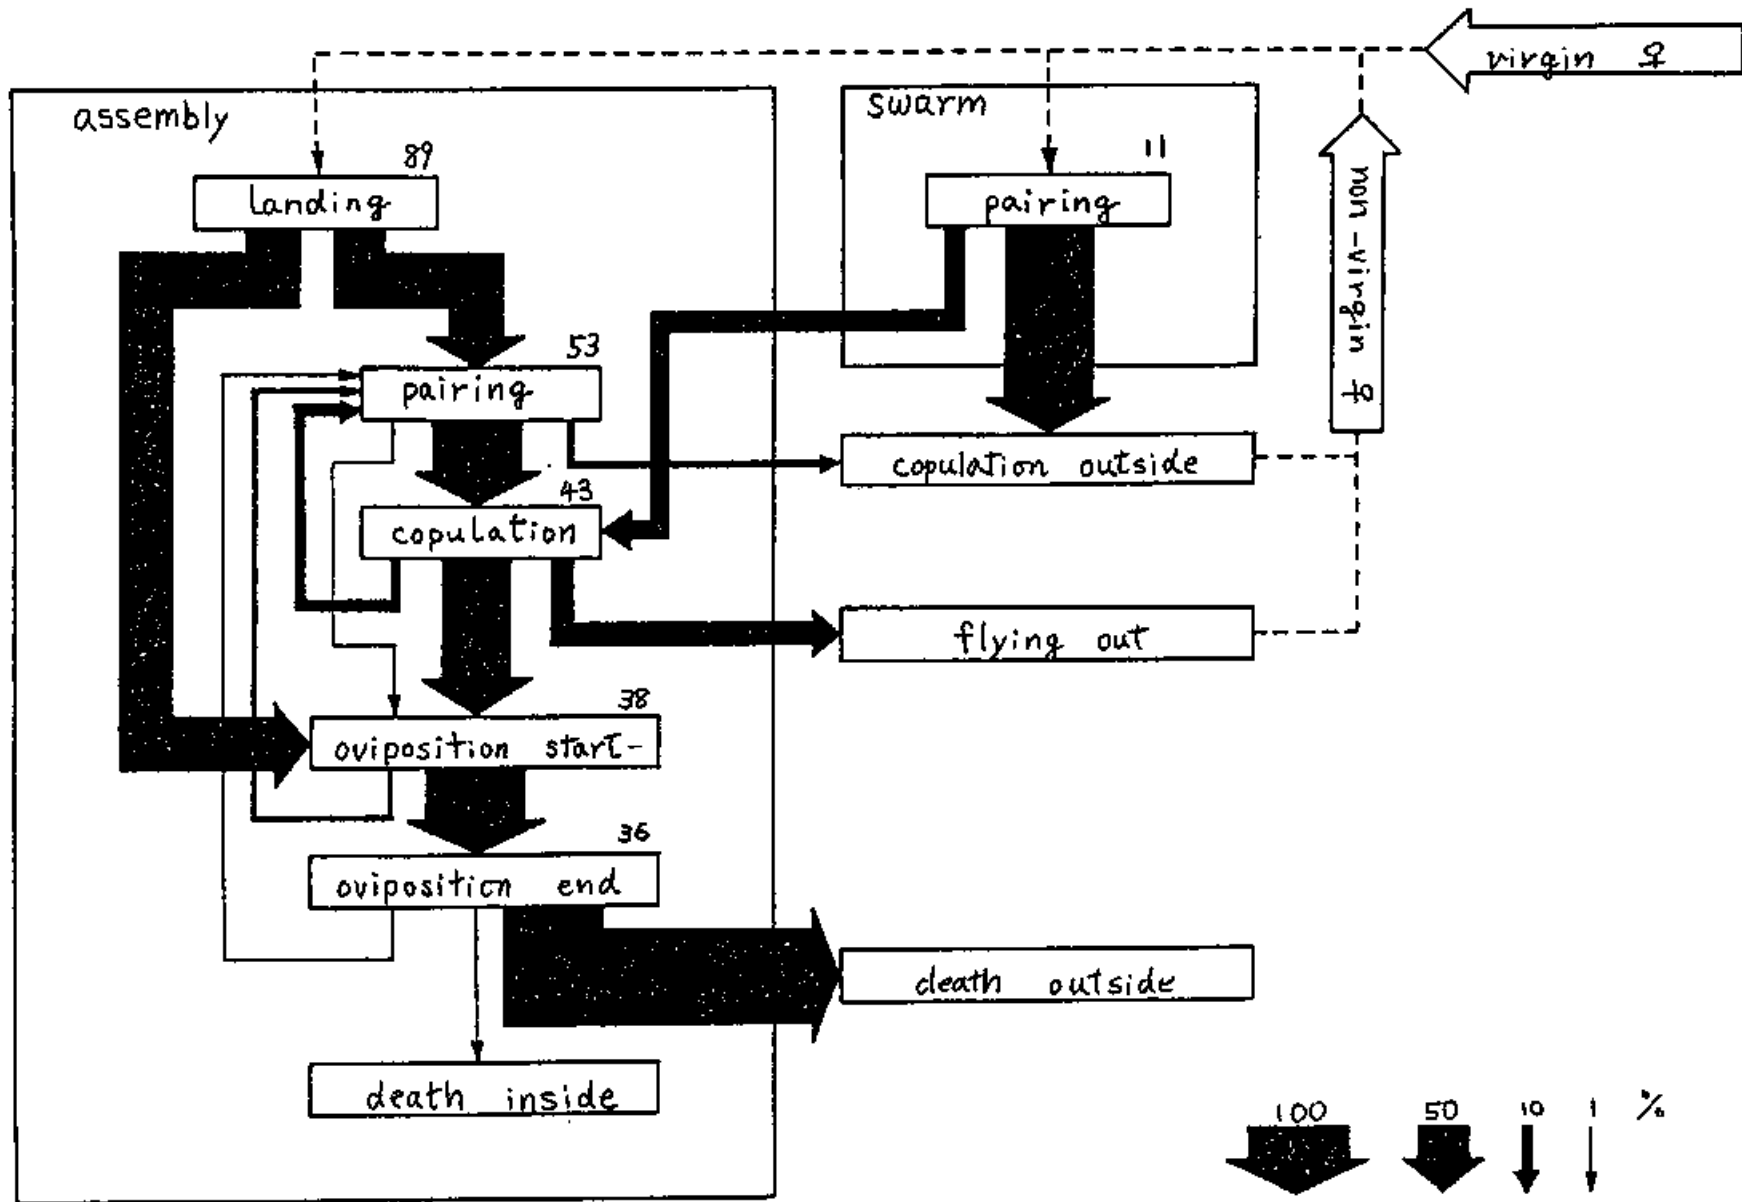 virgin ♀
assembly
swarm
89
landing
11
pairing
non-virgin ♀
53
pairing
copulation outside
43
copulation
flying out
38
oviposition start-
36
oviposition end
death outside
death inside
100 50 10 1 %